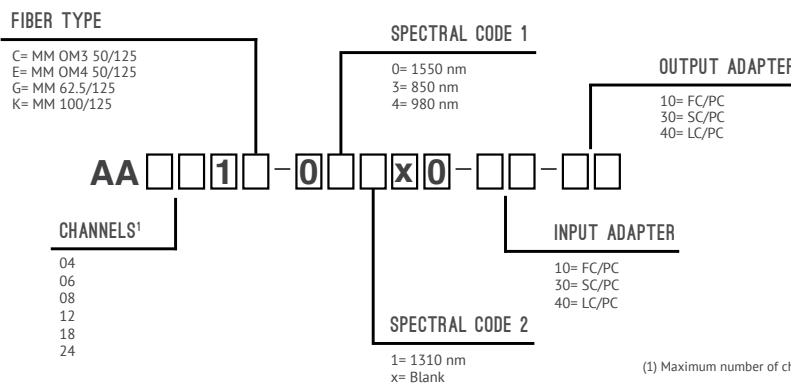 FIBER TYPE
C= MM OM3 50/125
E= MM OM4 50/125
G= MM 62.5/125
K= MM 100/125
SPECTRAL CODE 1
0= 1550 nm
3= 850 nm
4= 980 nm
OUTPUT ADAPTER
10= FC/PC
30= SC/PC
40= LC/PC
AA 1 - 0 x 0 - -
CHANNELS¹
04
06
08
12
18
24
INPUT ADAPTER
10= FC/PC
30= SC/PC
40= LC/PC
SPECTRAL CODE 2
1= 1310 nm
x= Blank
(1) Maximum number of